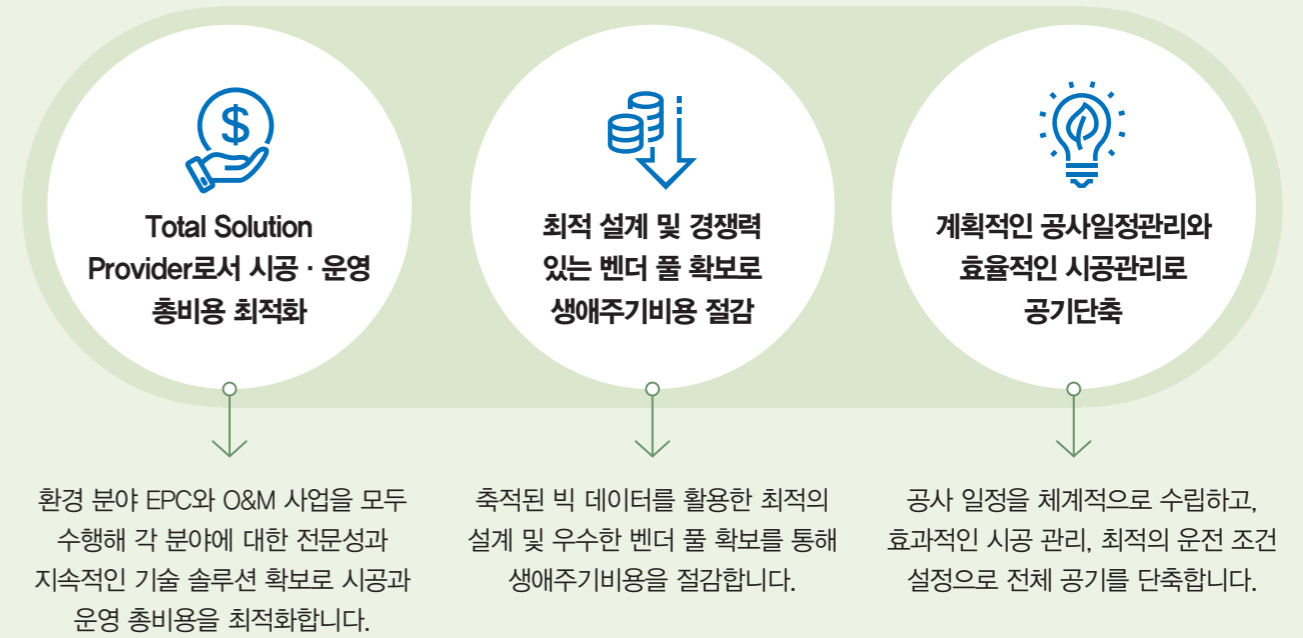 $
Total Solution
Provider로서 시공 · 운영
총비용 최적화
최적 설계 및 경쟁력
있는 벤더 풀 확보로
생애주기비용 절감
계획적인 공사일정관리와
효율적인 시공관리로
공기단축
환경 분야 EPC와 O&M 사업을 모두
수행해 각 분야에 대한 전문성과
지속적인 기술 솔루션 확보로 시공과
운영 총비용을 최적화합니다.
축적된 빅 데이터를 활용한 최적의
설계 및 우수한 벤더 풀 확보를 통해
생애주기비용을 절감합니다.
공사 일정을 체계적으로 수립하고,
효과적인 시공 관리, 최적의 운전 조건
설정으로 전체 공기를 단축합니다.